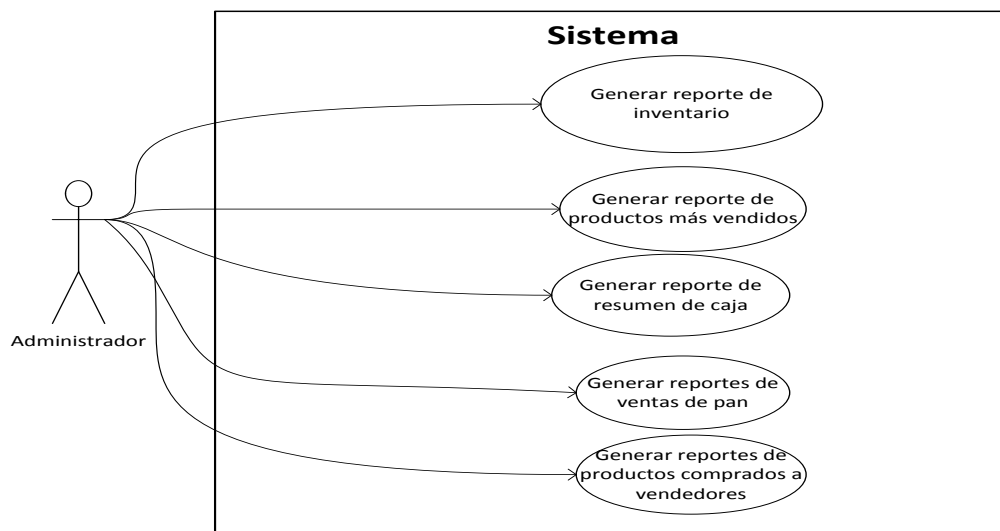 Sistema
Generar reporte de
inventario
Generar reporte de
productos más vendidos
Generar reporte de
resumen de caja
Administrador
Generar reportes de
ventas de pan
Generar reportes de
productos comprados a
vendedores